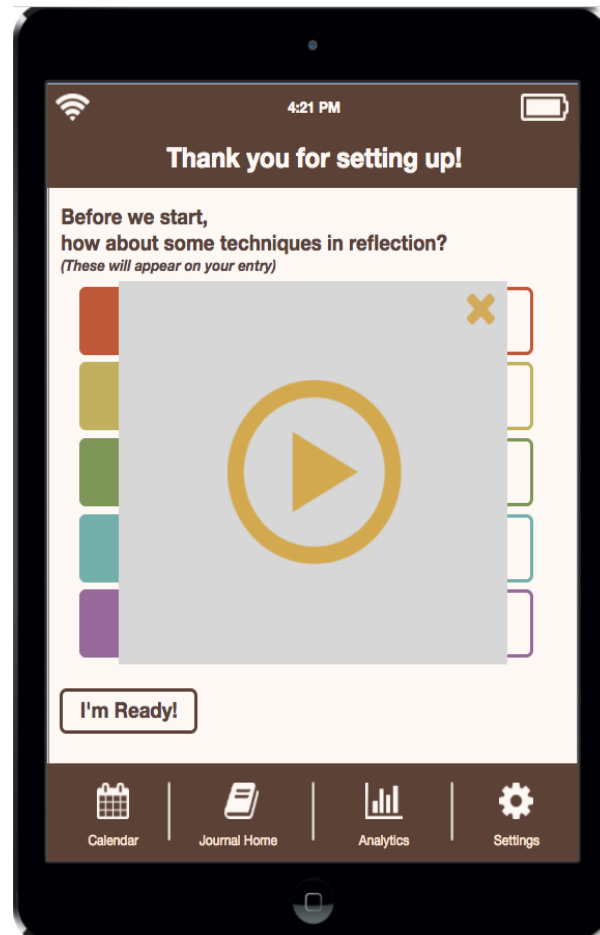 4:21 PM
Thank you for setting up!
Before we start,
how about some techniques in reflection?
(These will appear on your entry)
I'm Ready!
Calendar
Journal Home
Analytics
Settings